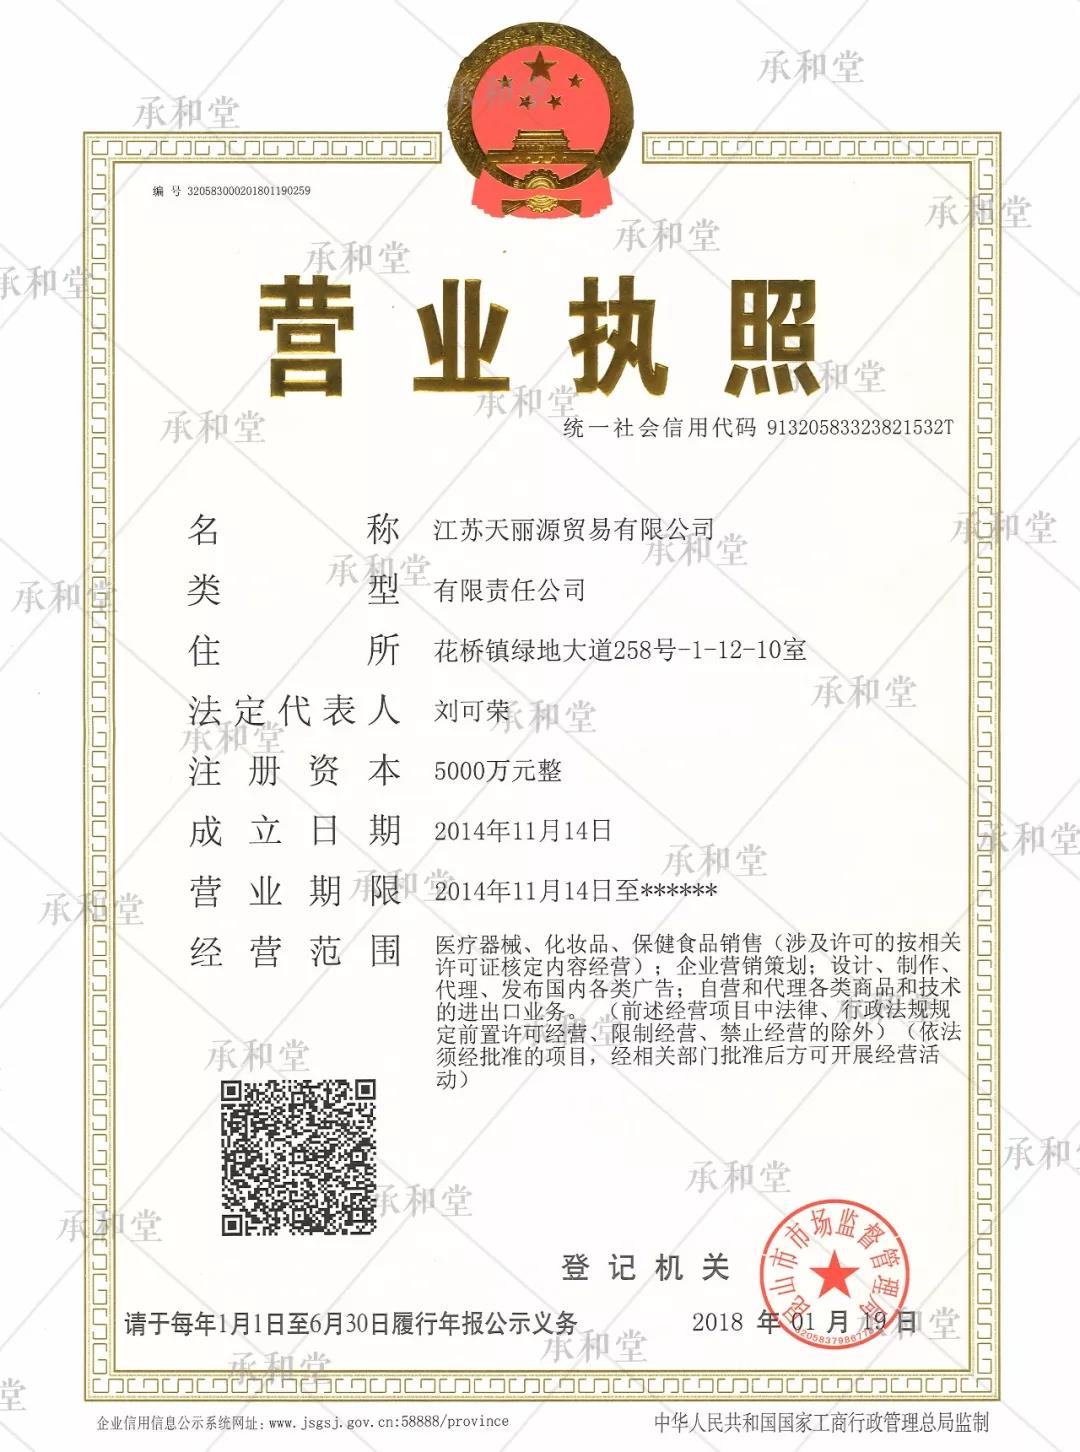 编 号 320583000201801190259
营业执照
统一社会信用代码 91320583323821532T
名称 江苏天丽源贸易有限公司
类型 有限责任公司
住所 花桥镇绿地大道258号-1-12-10室
法定代表人 刘可荣
注册资本 5000万元整
成立日期 2014年11月14日
营业期限 2014年11月14日至******
经营范围 医疗器械、化妆品、保健食品销售（涉及许可的按相关
许可证核定内容经营）；企业营销策划；设计、制作、
代理、发布国内各类广告；自营和代理各类商品和技术
的进出口业务。（前述经营项目中法律、行政法规规
定前置许可经营、限制经营、禁止经营的除外）（依法
须经批准的项目，经相关部门批准后方可开展经营活
动）
登记机关
昆山市市场监督管理局
请于每年1月1日至6月30日履行年报公示义务
2018 年 01 月 19 日
企业信用信息公示系统网址：www.jsgsj.gov.cn:58888/province
中华人民共和国国家工商行政管理总局监制
承和堂